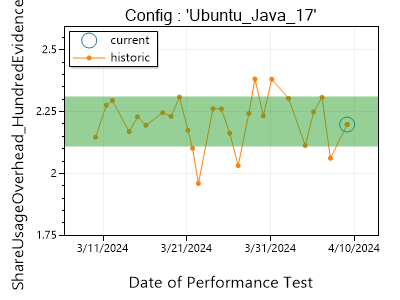 Config : 'Ubuntu_Java_17'
ShareUsageOverhead_HundredEvidence
current
historic
2.5
2.25
2
1.75
3/11/2024
3/21/2024
3/31/2024
4/10/2024
Date of Performance Test